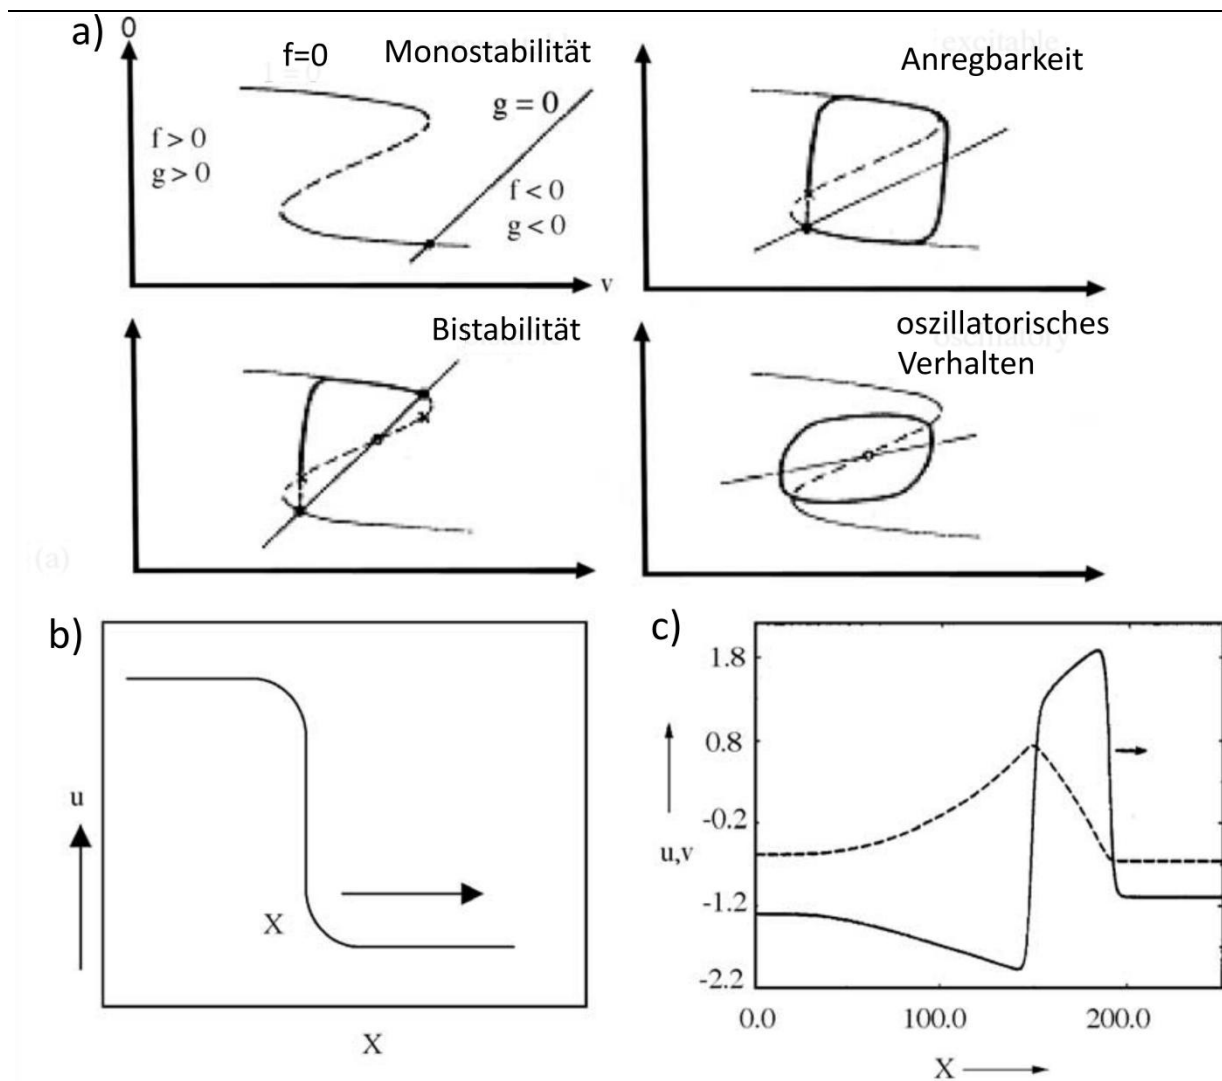 a)
0
f=0
Monostabilität
g = 0
f > 0
g > 0
f < 0
g < 0
v
excitable
Anregbarkeit
Bistabilität
oszillatorisches
Verhalten
(a)
b)
u
X
X
c)
1.8
0.8
-0.2
u,v
-1.2
-2.2
0.0
100.0
200.0
X